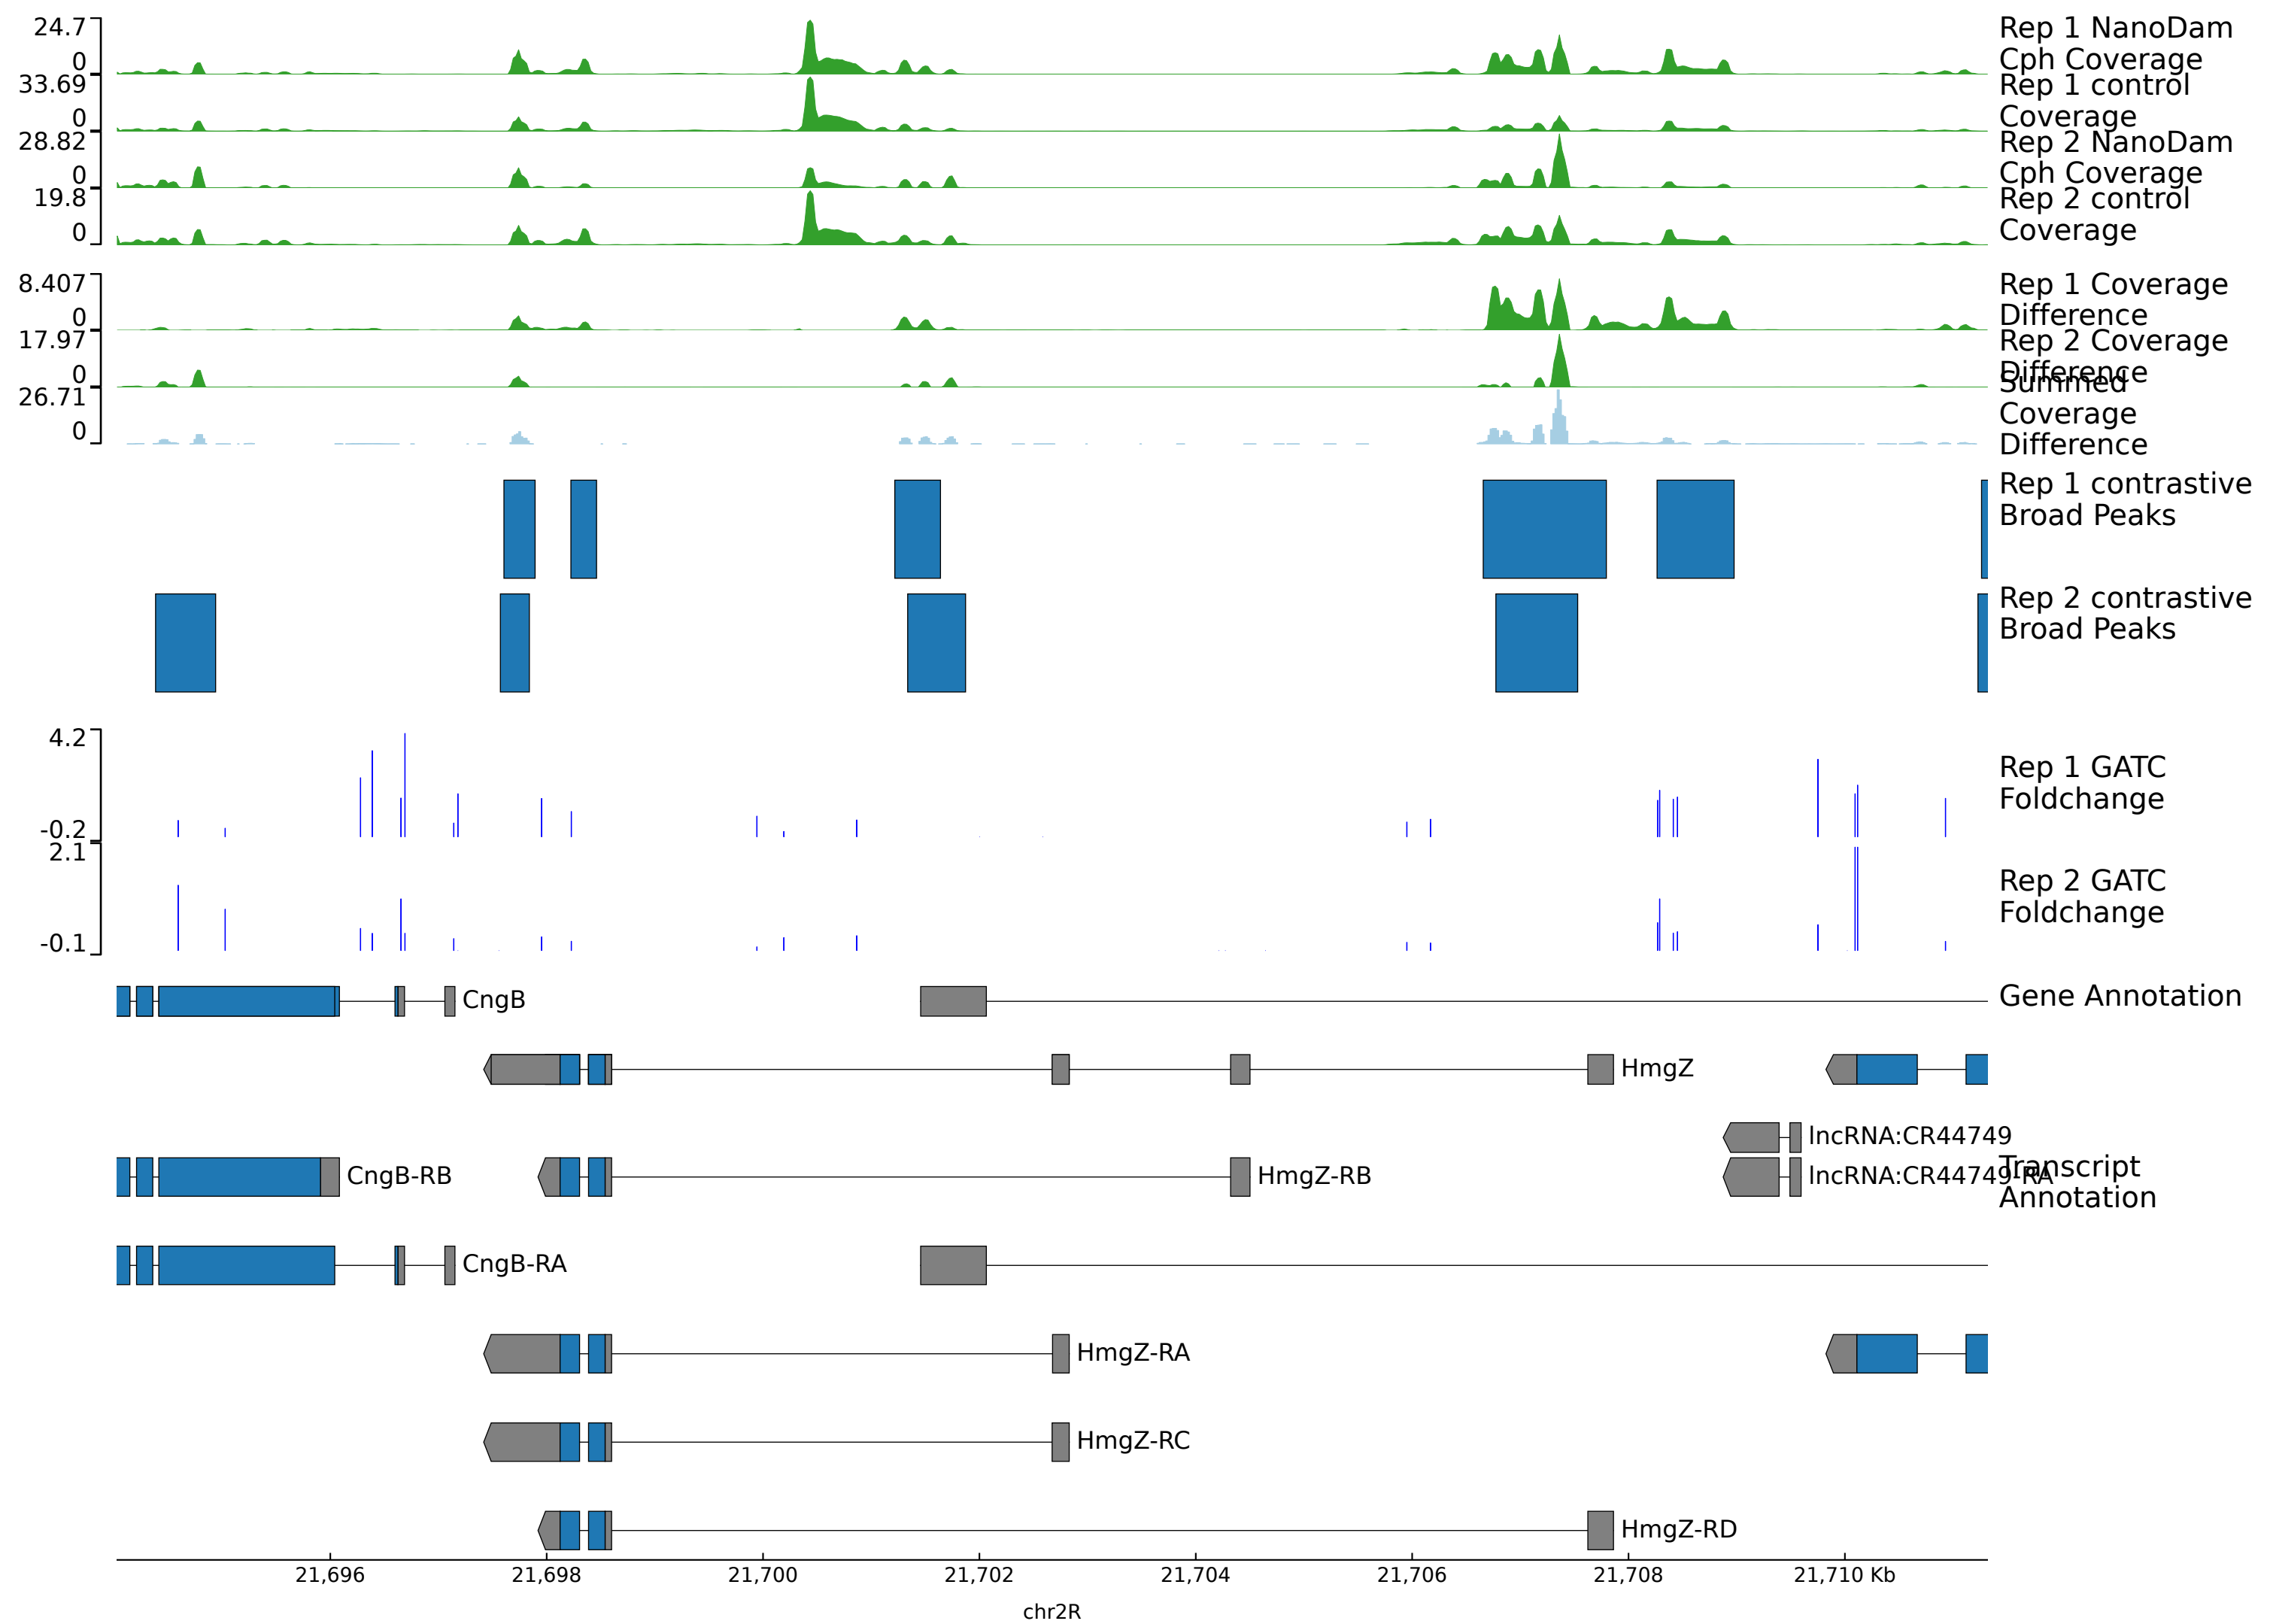 24.7
0
Rep 1 NanoDam
Cph Coverage
33.69
0
Rep 1 control
Coverage
28.82
0
Rep 2 NanoDam
Cph Coverage
19.8
0
Rep 2 control
Coverage
8.407
0
Rep 1 Coverage
Difference
17.97
0
Rep 2 Coverage
Difference
26.71
0
Summed
Coverage
Difference
Rep 1 contrastive
Broad Peaks
Rep 2 contrastive
Broad Peaks
4.2
-0.2
Rep 1 GATC
Foldchange
2.1
-0.1
Rep 2 GATC
Foldchange
CngB
Gene Annotation
HmgZ
lncRNA:CR44749
CngB-RB
HmgZ-RB
lncRNA:CR44749-RA
Transcript
Annotation
CngB-RA
HmgZ-RA
HmgZ-RC
HmgZ-RD
21,696 21,698 21,700 21,702 21,704 21,706 21,708 21,710 Kb
chr2R